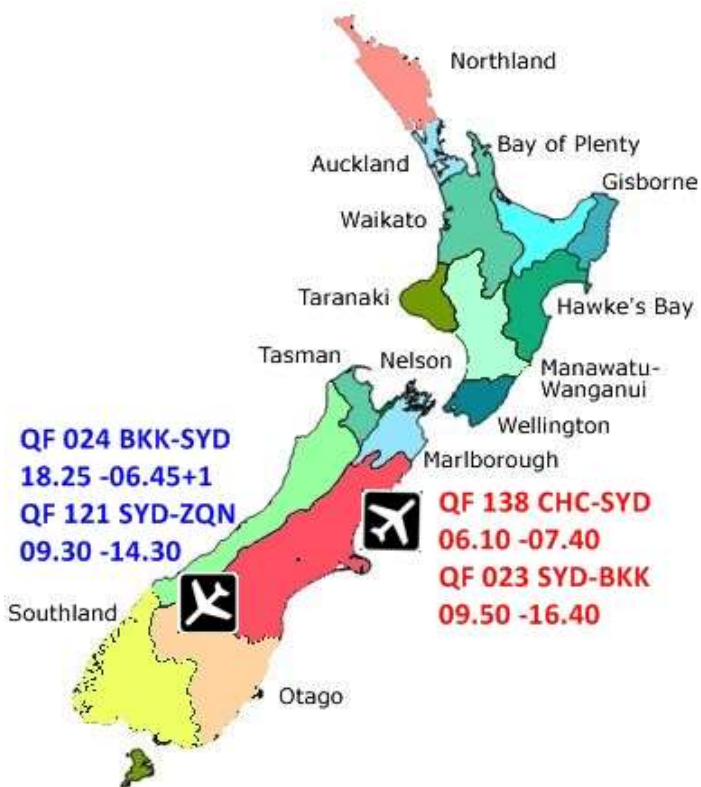 Northland
Bay of Plenty
Auckland
Gisborne
Waikato
Taranaki
Hawke's Bay
Tasman
Nelson
Manawatu-
Wanganui
Wellington
Marlborough
QF 024 BKK-SYD
18.25 -06.45+1
QF 121 SYD-ZQN
09.30 -14.30
QF 138 CHC-SYD
06.10 -07.40
QF 023 SYD-BKK
09.50 -16.40
Southland
Otago